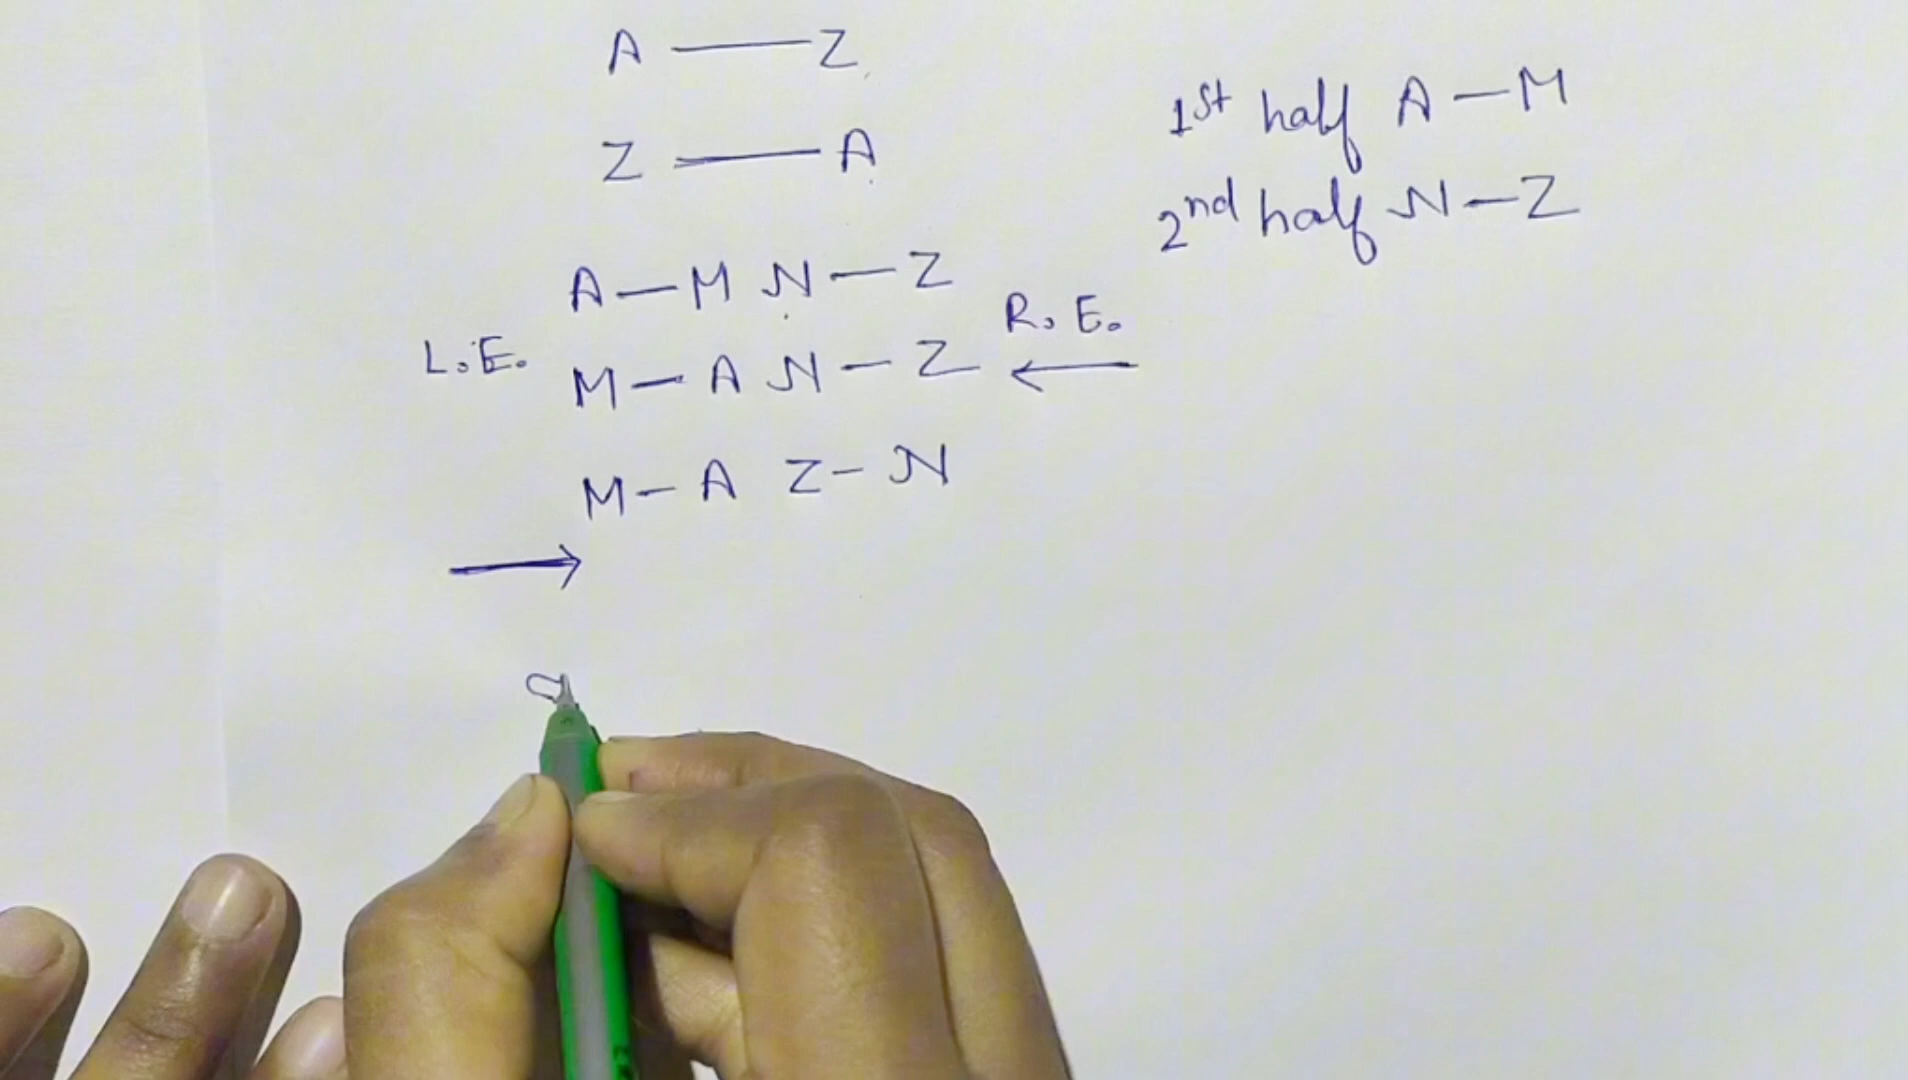 A — Z
Z — A
1st half A — M
2nd half N — Z
A — M N — Z
R. E.
L. E.
M — A N — Z ←
M — A Z — N
→